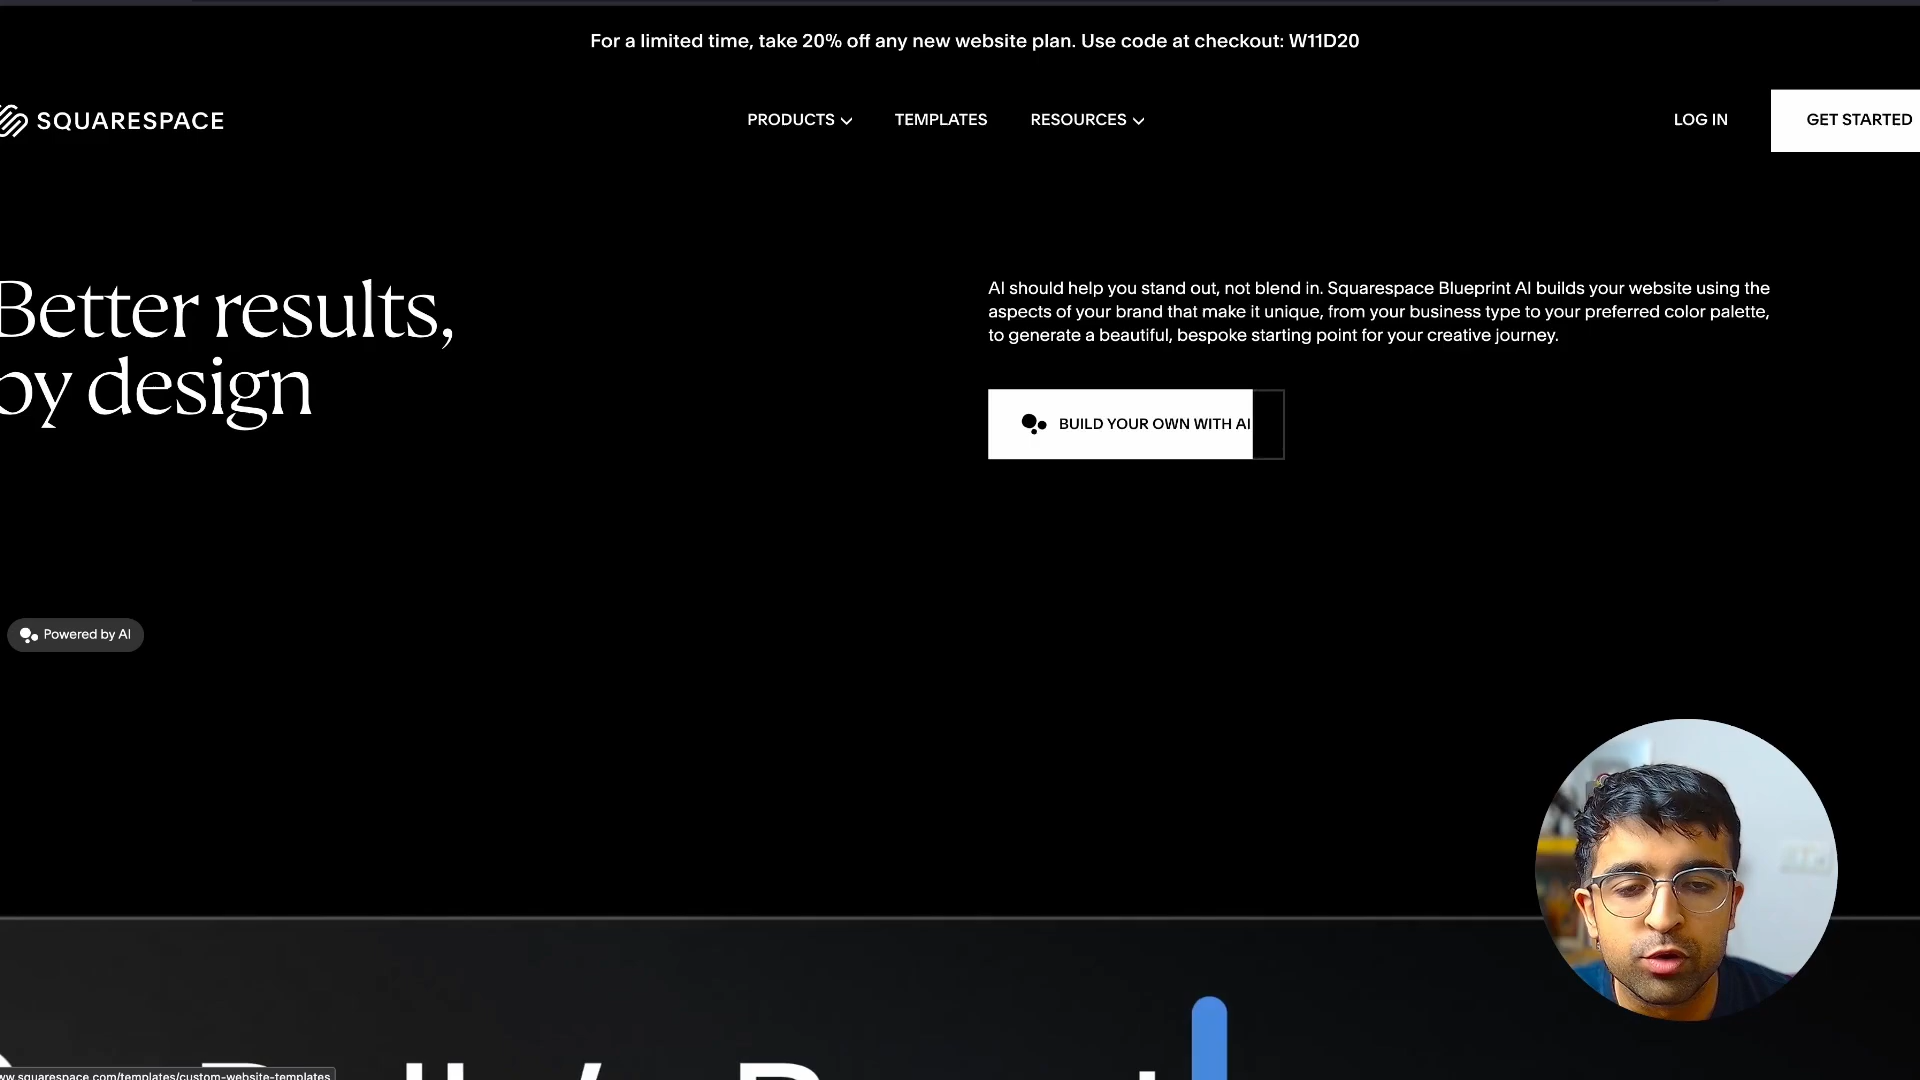 For a limited time, take 20% off any new website plan. Use code at checkout: W11D20
SQUARESPACE
PRODUCTS
TEMPLATES
RESOURCES
LOG IN
GET STARTED
Better results,
by design
AI should help you stand out, not blend in. Squarespace Blueprint AI builds your website using the
aspects of your brand that make it unique, from your business type to your preferred color palette,
to generate a beautiful, bespoke starting point for your creative journey.
BUILD YOUR OWN WITH AI
Powered by AI
ww.squarespace.com/templates/custom-website-templates